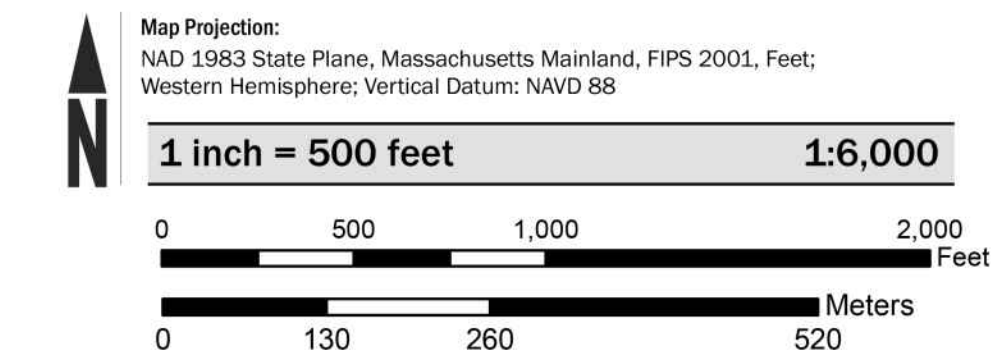 Map Projection:
NAD 1983 State Plane, Massachusetts Mainland, FIPS 2001, Feet;
Western Hemisphere; Vertical Datum: NAVD 88
N
1 inch = 500 feet 1:6,000
0 500 1,000 2,000
Feet
Meters
0 130 260 520